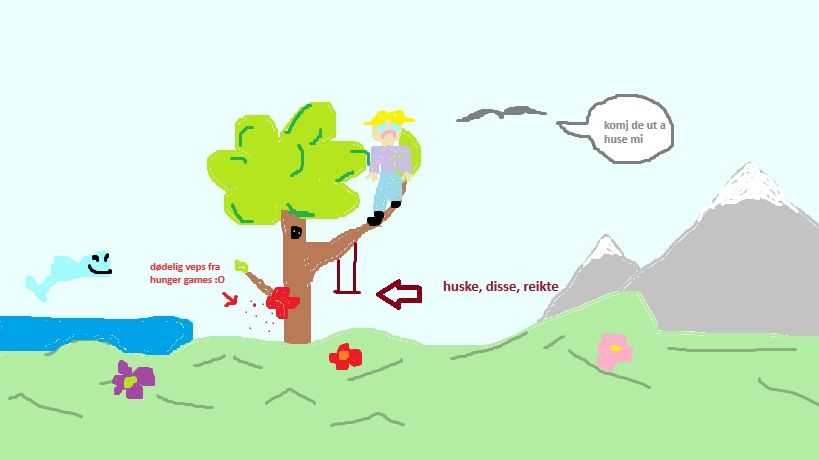 komj de ut a
huse mi
dødelig veps fra
hunger games :O
huske, disse, reikte